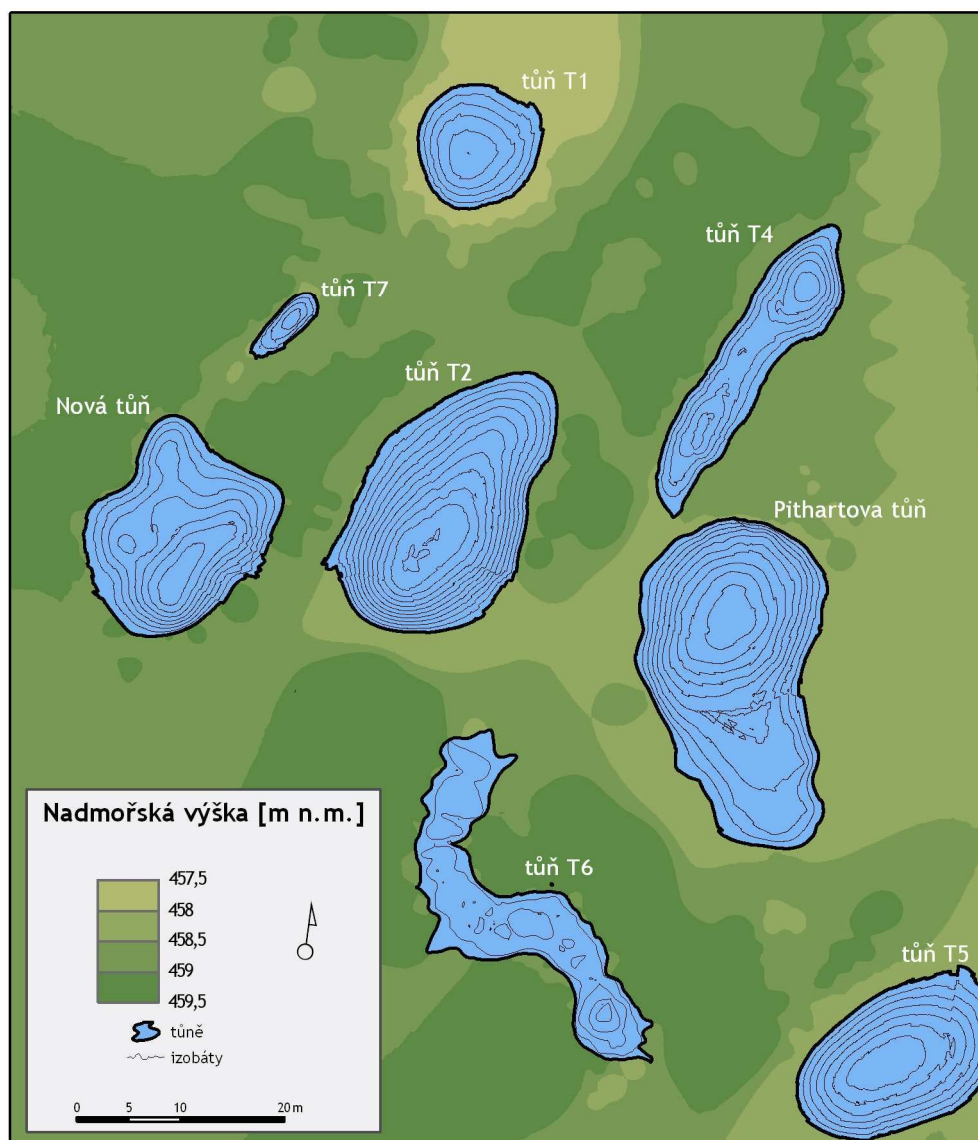 tůň T1
tůň T4
tůň T7
tůň T2
Nová tůň
Pithartova tůň
tůň T6
tůň T5
Nadmořská výška [m n.m.]
457,5
458
458,5
459
459,5
tůně
izobáty
0 5 10 20 m